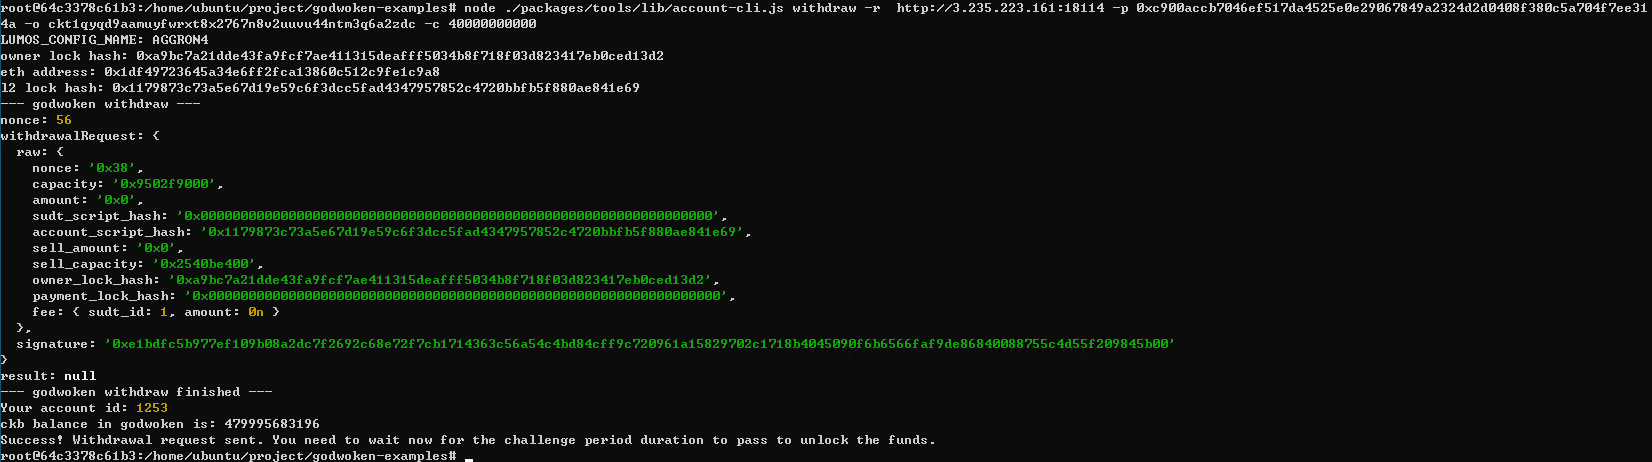 root@64c3378c61b3:/home/ubuntu/project/godwoken-examples# node ./packages/tools/lib/account-cli.js withdraw -r  http://3.235.223.161:18114 -p 0xc900accb7046ef517da4525e0e29067849a2324d2d0408f380c5a704f7ee31
4a -o ckt1qyqd9aamuyfwrxt8x2767n8v2uuvu44ntm3q6a2zdc -c 40000000000
LUMOS_CONFIG_NAME: AGGRON4
owner lock hash: 0xa9bc7a21dde43fa9fcf7ae411315deafff5034b8f718f03d823417eb0ced13d2
eth address: 0x1df49723645a34e6ff2fca13860c512c9fe1c9a8
l2 lock hash: 0x1179873c73a5e67d19e59c6f3dcc5fad4347957852c4720bbfb5f880ae841e69
--- godwoken withdraw ---
nonce: 56
withdrawalRequest: {
  raw: {
    nonce: '0x38',
    capacity: '0x9502f9000',
    amount: '0x0',
    sudt_script_hash: '0x0000000000000000000000000000000000000000000000000000000000000000',
    account_script_hash: '0x1179873c73a5e67d19e59c6f3dcc5fad4347957852c4720bbfb5f880ae841e69',
    sell_amount: '0x0',
    sell_capacity: '0x2540be400',
    owner_lock_hash: '0xa9bc7a21dde43fa9fcf7ae411315deafff5034b8f718f03d823417eb0ced13d2',
    payment_lock_hash: '0x0000000000000000000000000000000000000000000000000000000000000000',
    fee: { sudt_id: 1, amount: 0n }
  },
  signature: '0xe1bdfc5b977ef109b08a2dc7f2692c68e72f7cb1714363c56a54c4bd84cff9c720961a15829702c1718b4045090f6b6566faf9de86840088755c4d55f209845b00'
}
result: null
--- godwoken withdraw finished ---
Your account id: 1253
ckb balance in godwoken is: 479995683196
Success! Withdrawal request sent. You need to wait now for the challenge period duration to pass to unlock the funds.
root@64c3378c61b3:/home/ubuntu/project/godwoken-examples# _